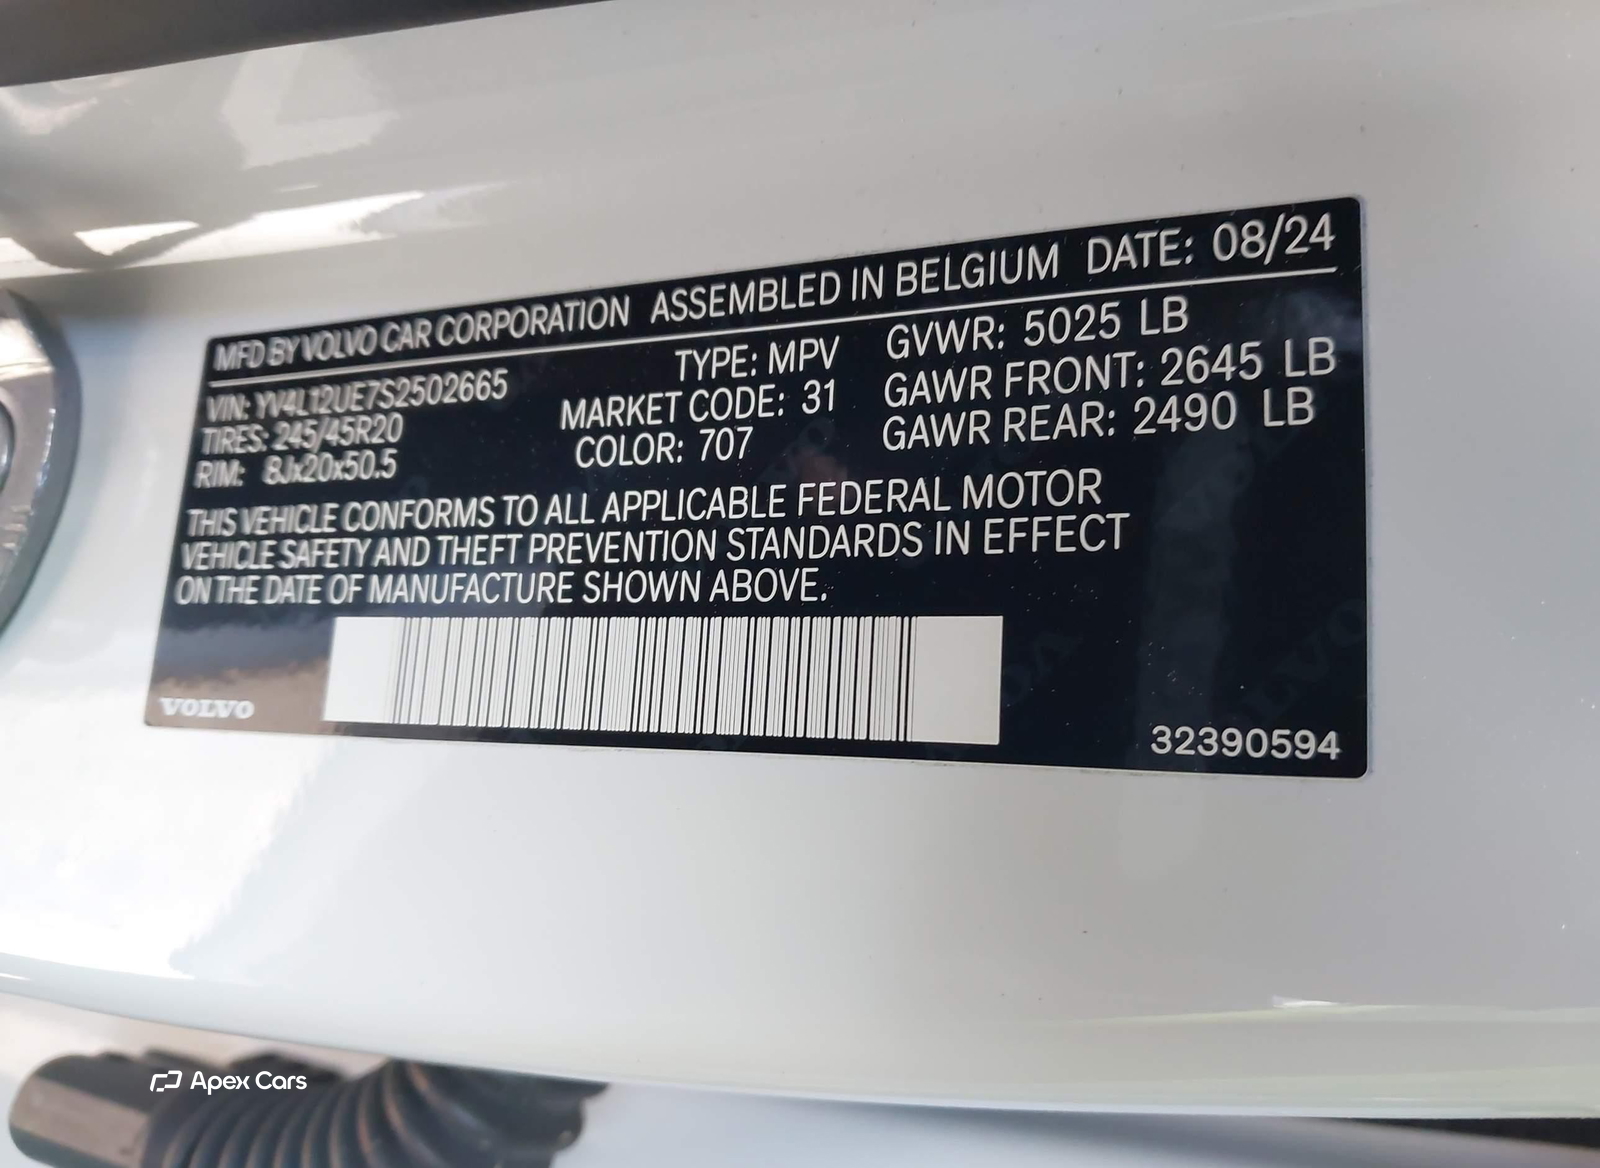 MFD BY VOLVO CAR CORPORATION ASSEMBLED IN BELGIUM DATE: 08/24
VIN: YV4L12UE7S2502665 TYPE: MPV GVWR: 5025 LB
TIRES: 245/45R20 MARKET CODE: 31 GAWR FRONT: 2645 LB
RIM: 8Jx20x50.5 COLOR: 707 GAWR REAR: 2490 LB
THIS VEHICLE CONFORMS TO ALL APPLICABLE FEDERAL MOTOR
VEHICLE SAFETY AND THEFT PREVENTION STANDARDS IN EFFECT
ON THE DATE OF MANUFACTURE SHOWN ABOVE.
VOLVO 32390594
Apex Cars